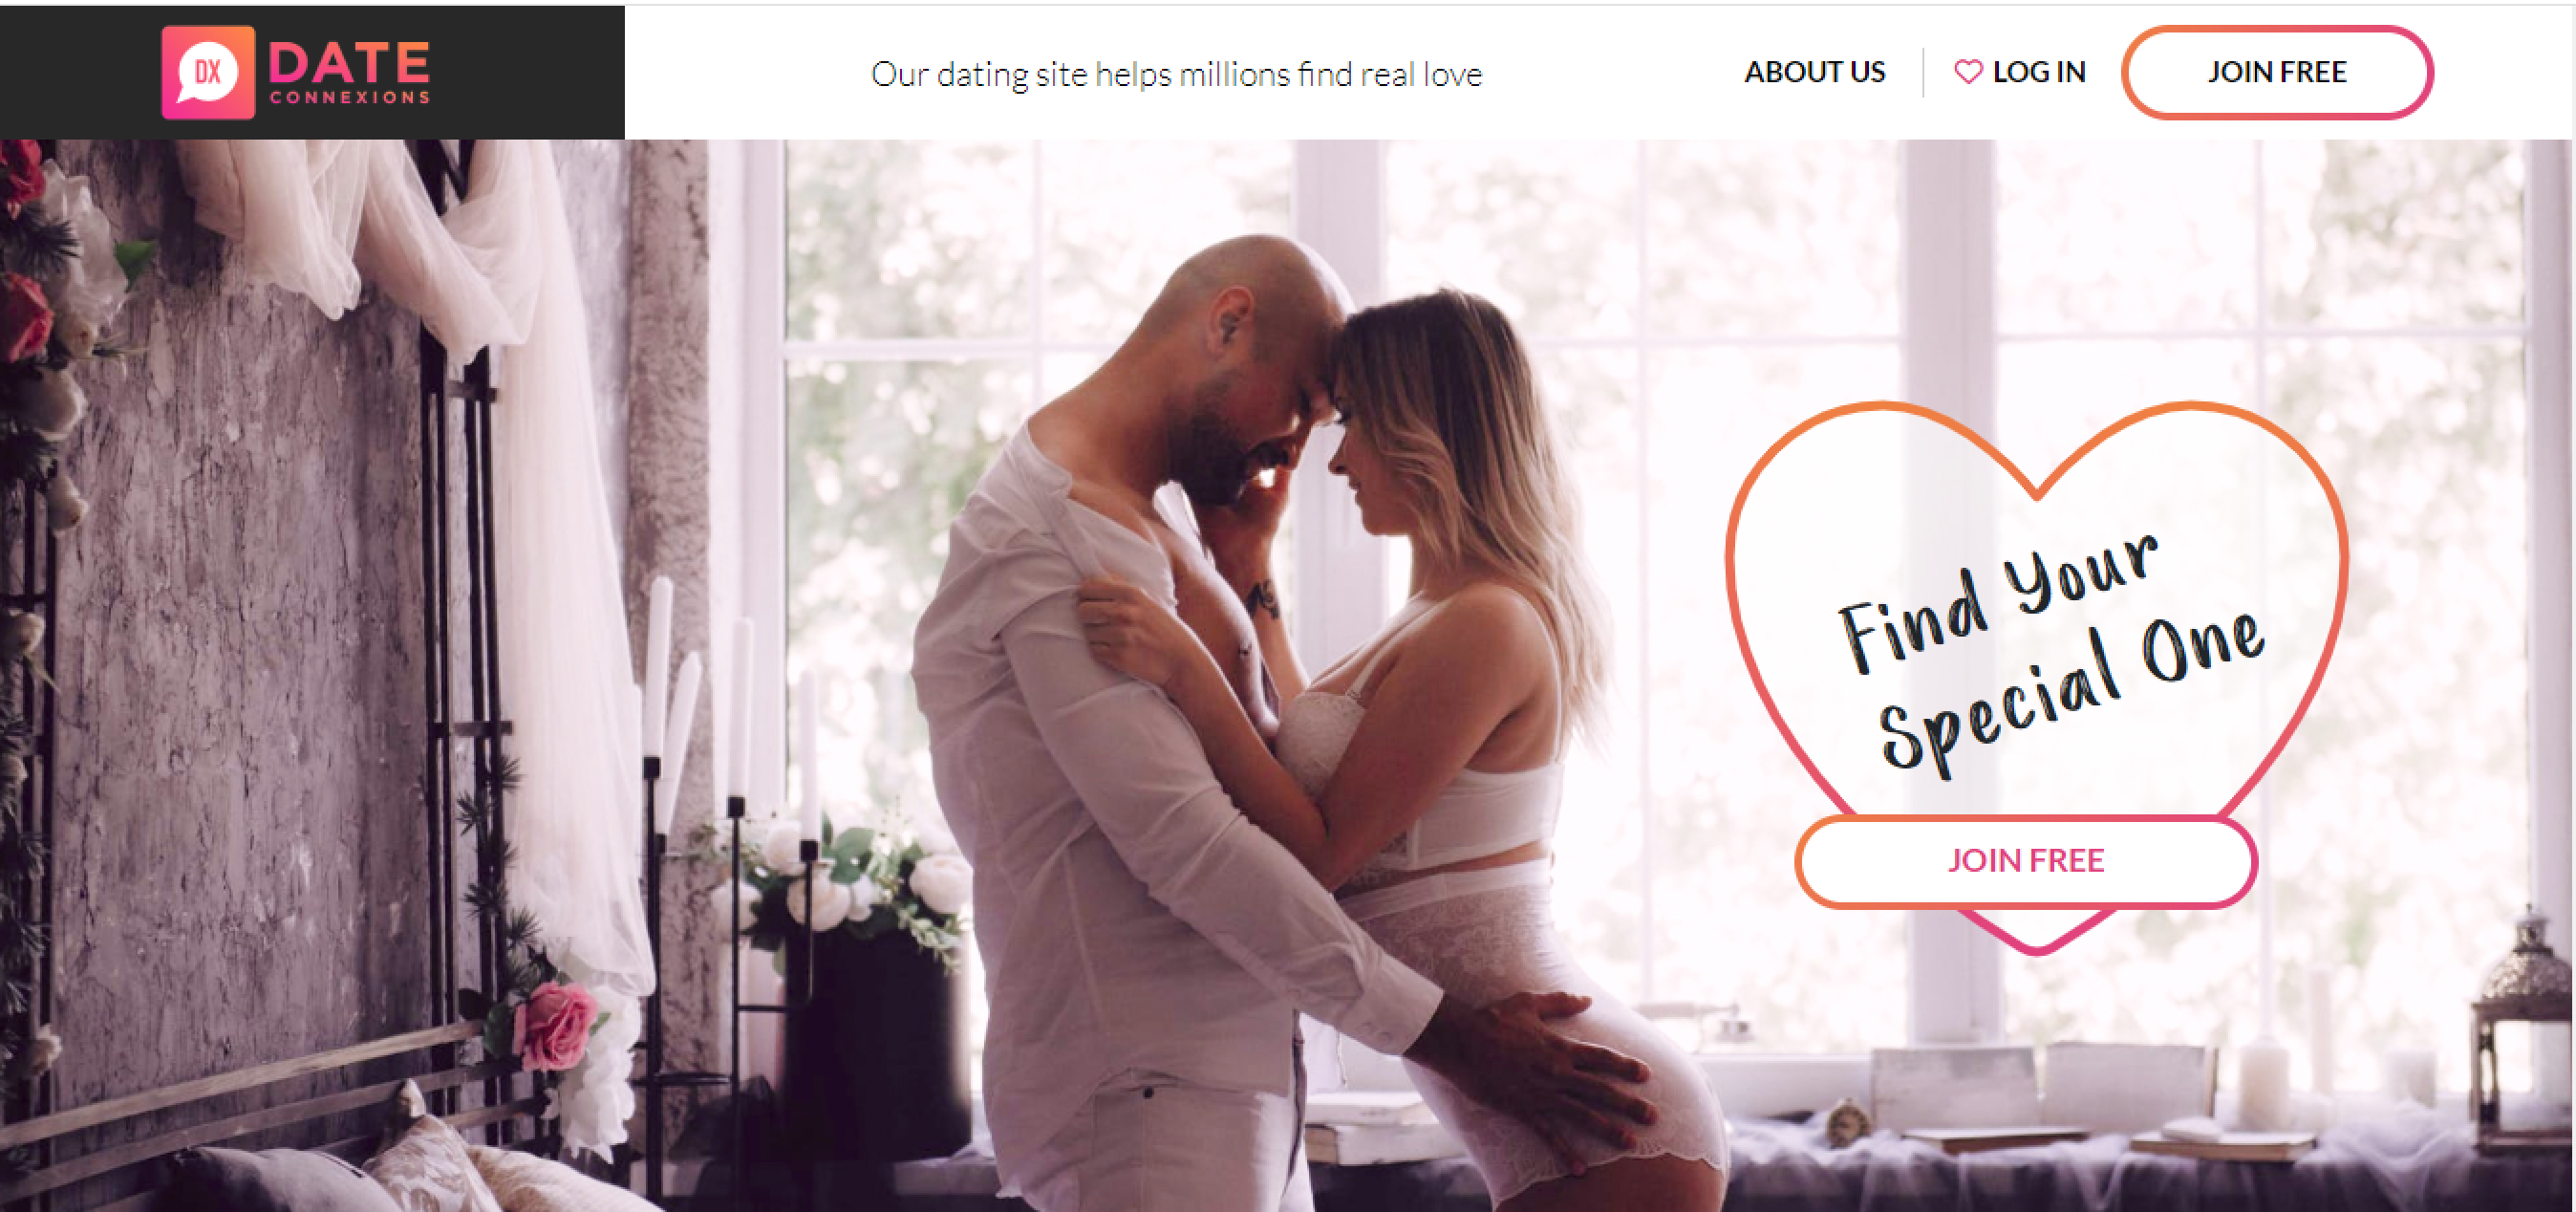 DX
DATE
CONNEXIONS
Our dating site helps millions find real love
ABOUT US
LOG IN
JOIN FREE
Find Your
Special One
JOIN FREE